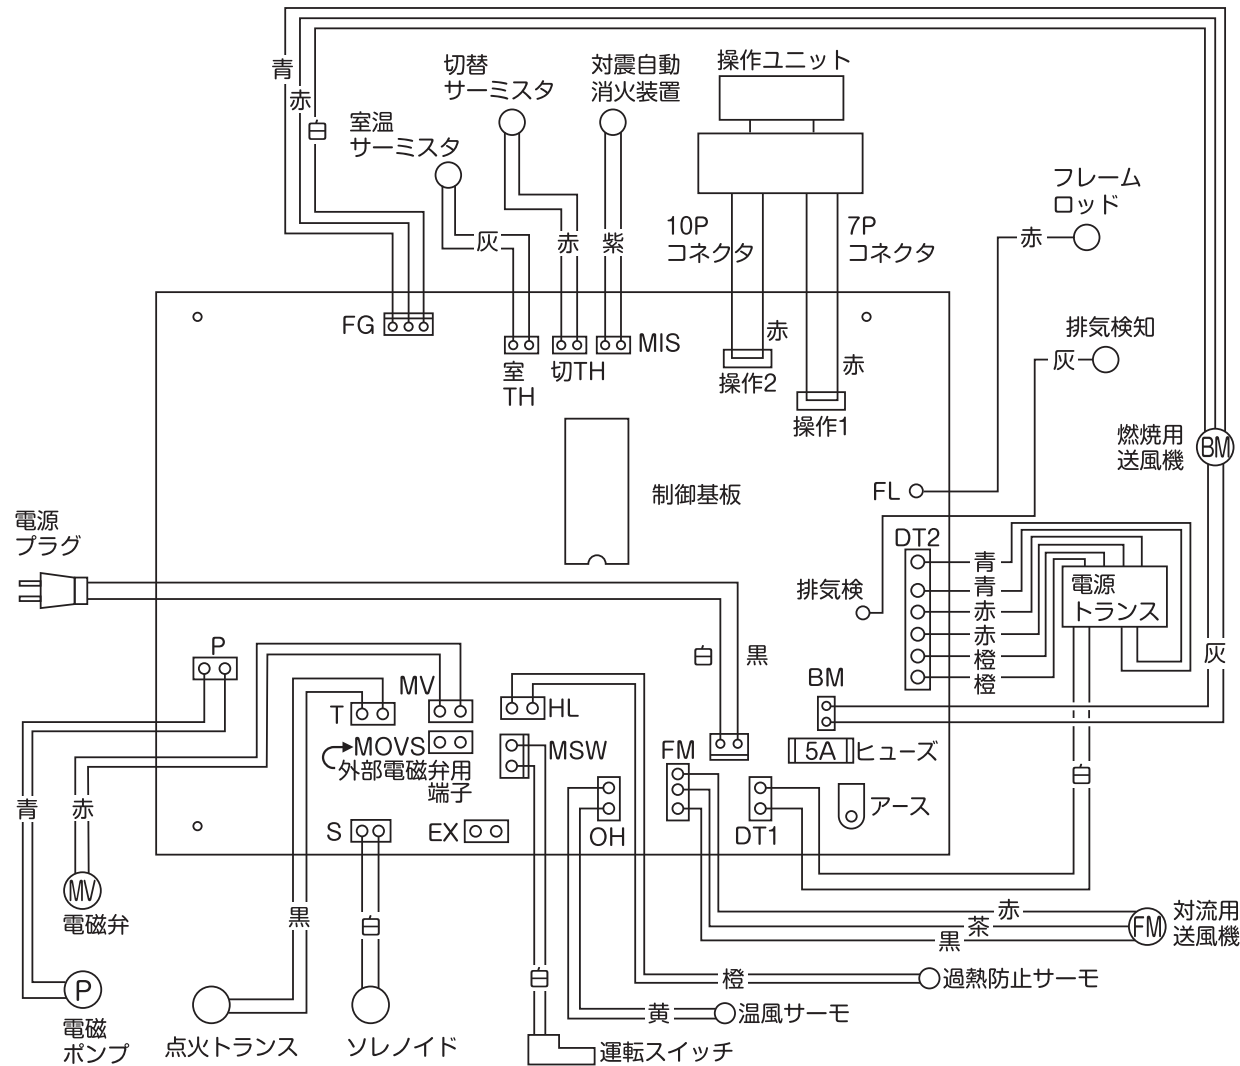 青
赤
白
切替
サーミスタ
対震自動
消火装置
操作ユニット
室温
サーミスタ
灰
赤
紫
10P
コネクタ
7P
コネクタ
フレーム
ロッド
赤
FG
MIS
室
TH
切TH
赤
操作2
赤
操作1
排気検知
灰
燃焼用
送風機
BM
制御基板
FL
DT2
電源
プラグ
青
青
赤
赤
橙
橙
電源
トランス
排気検
白
黒
灰
P
MV
T
HL
BM
MOVS
外部電磁弁用
端子
MSW
FM
5A
ヒューズ
白
青
赤
S
EX
OH
DT1
アース
MV
電磁弁
黒
白
赤
茶
黒
FM
対流用
送風機
P
電磁
ポンプ
白
橙
過熱防止サーモ
黄
温風サーモ
点火トランス
ソレノイド
運転スイッチ